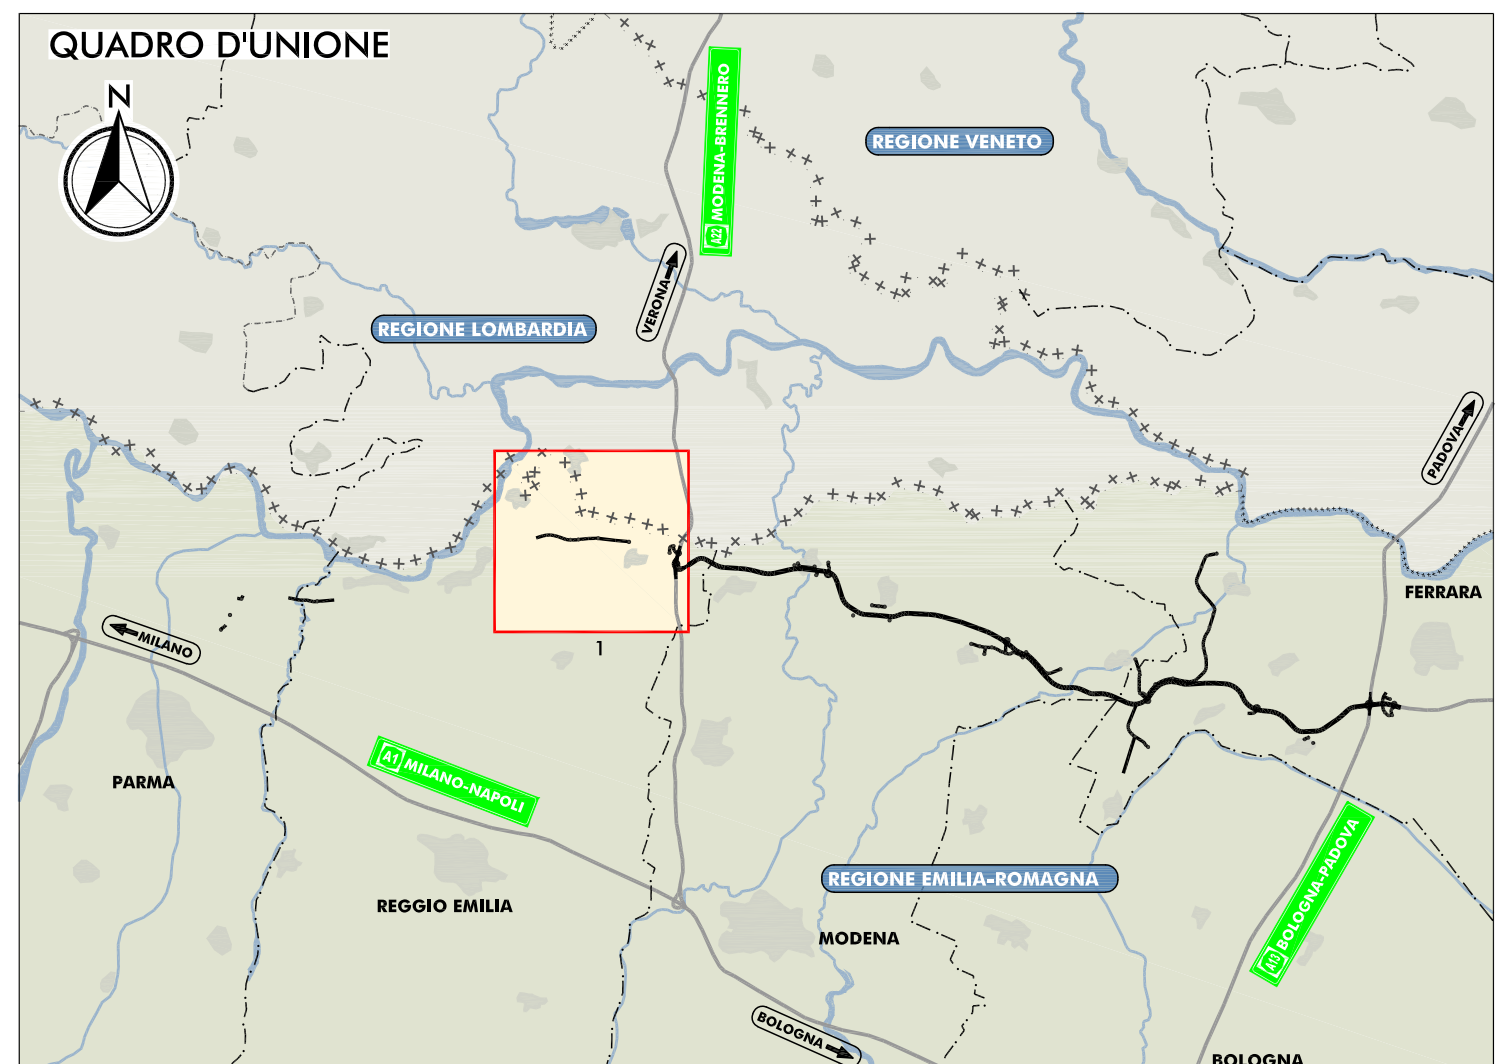 QUADRO D'UNIONE
N
A22 MODENA-BRENNERO
REGIONE VENETO
VERONA
REGIONE LOMBARDIA
PADOVA
FERRARA
MILANO
1
PARMA
A1 MILANO-NAPOLI
REGIONE EMILIA-ROMAGNA
A13 BOLOGNA-PADOVA
REGGIO EMILIA
MODENA
BOLOGNA
BOLOGNA